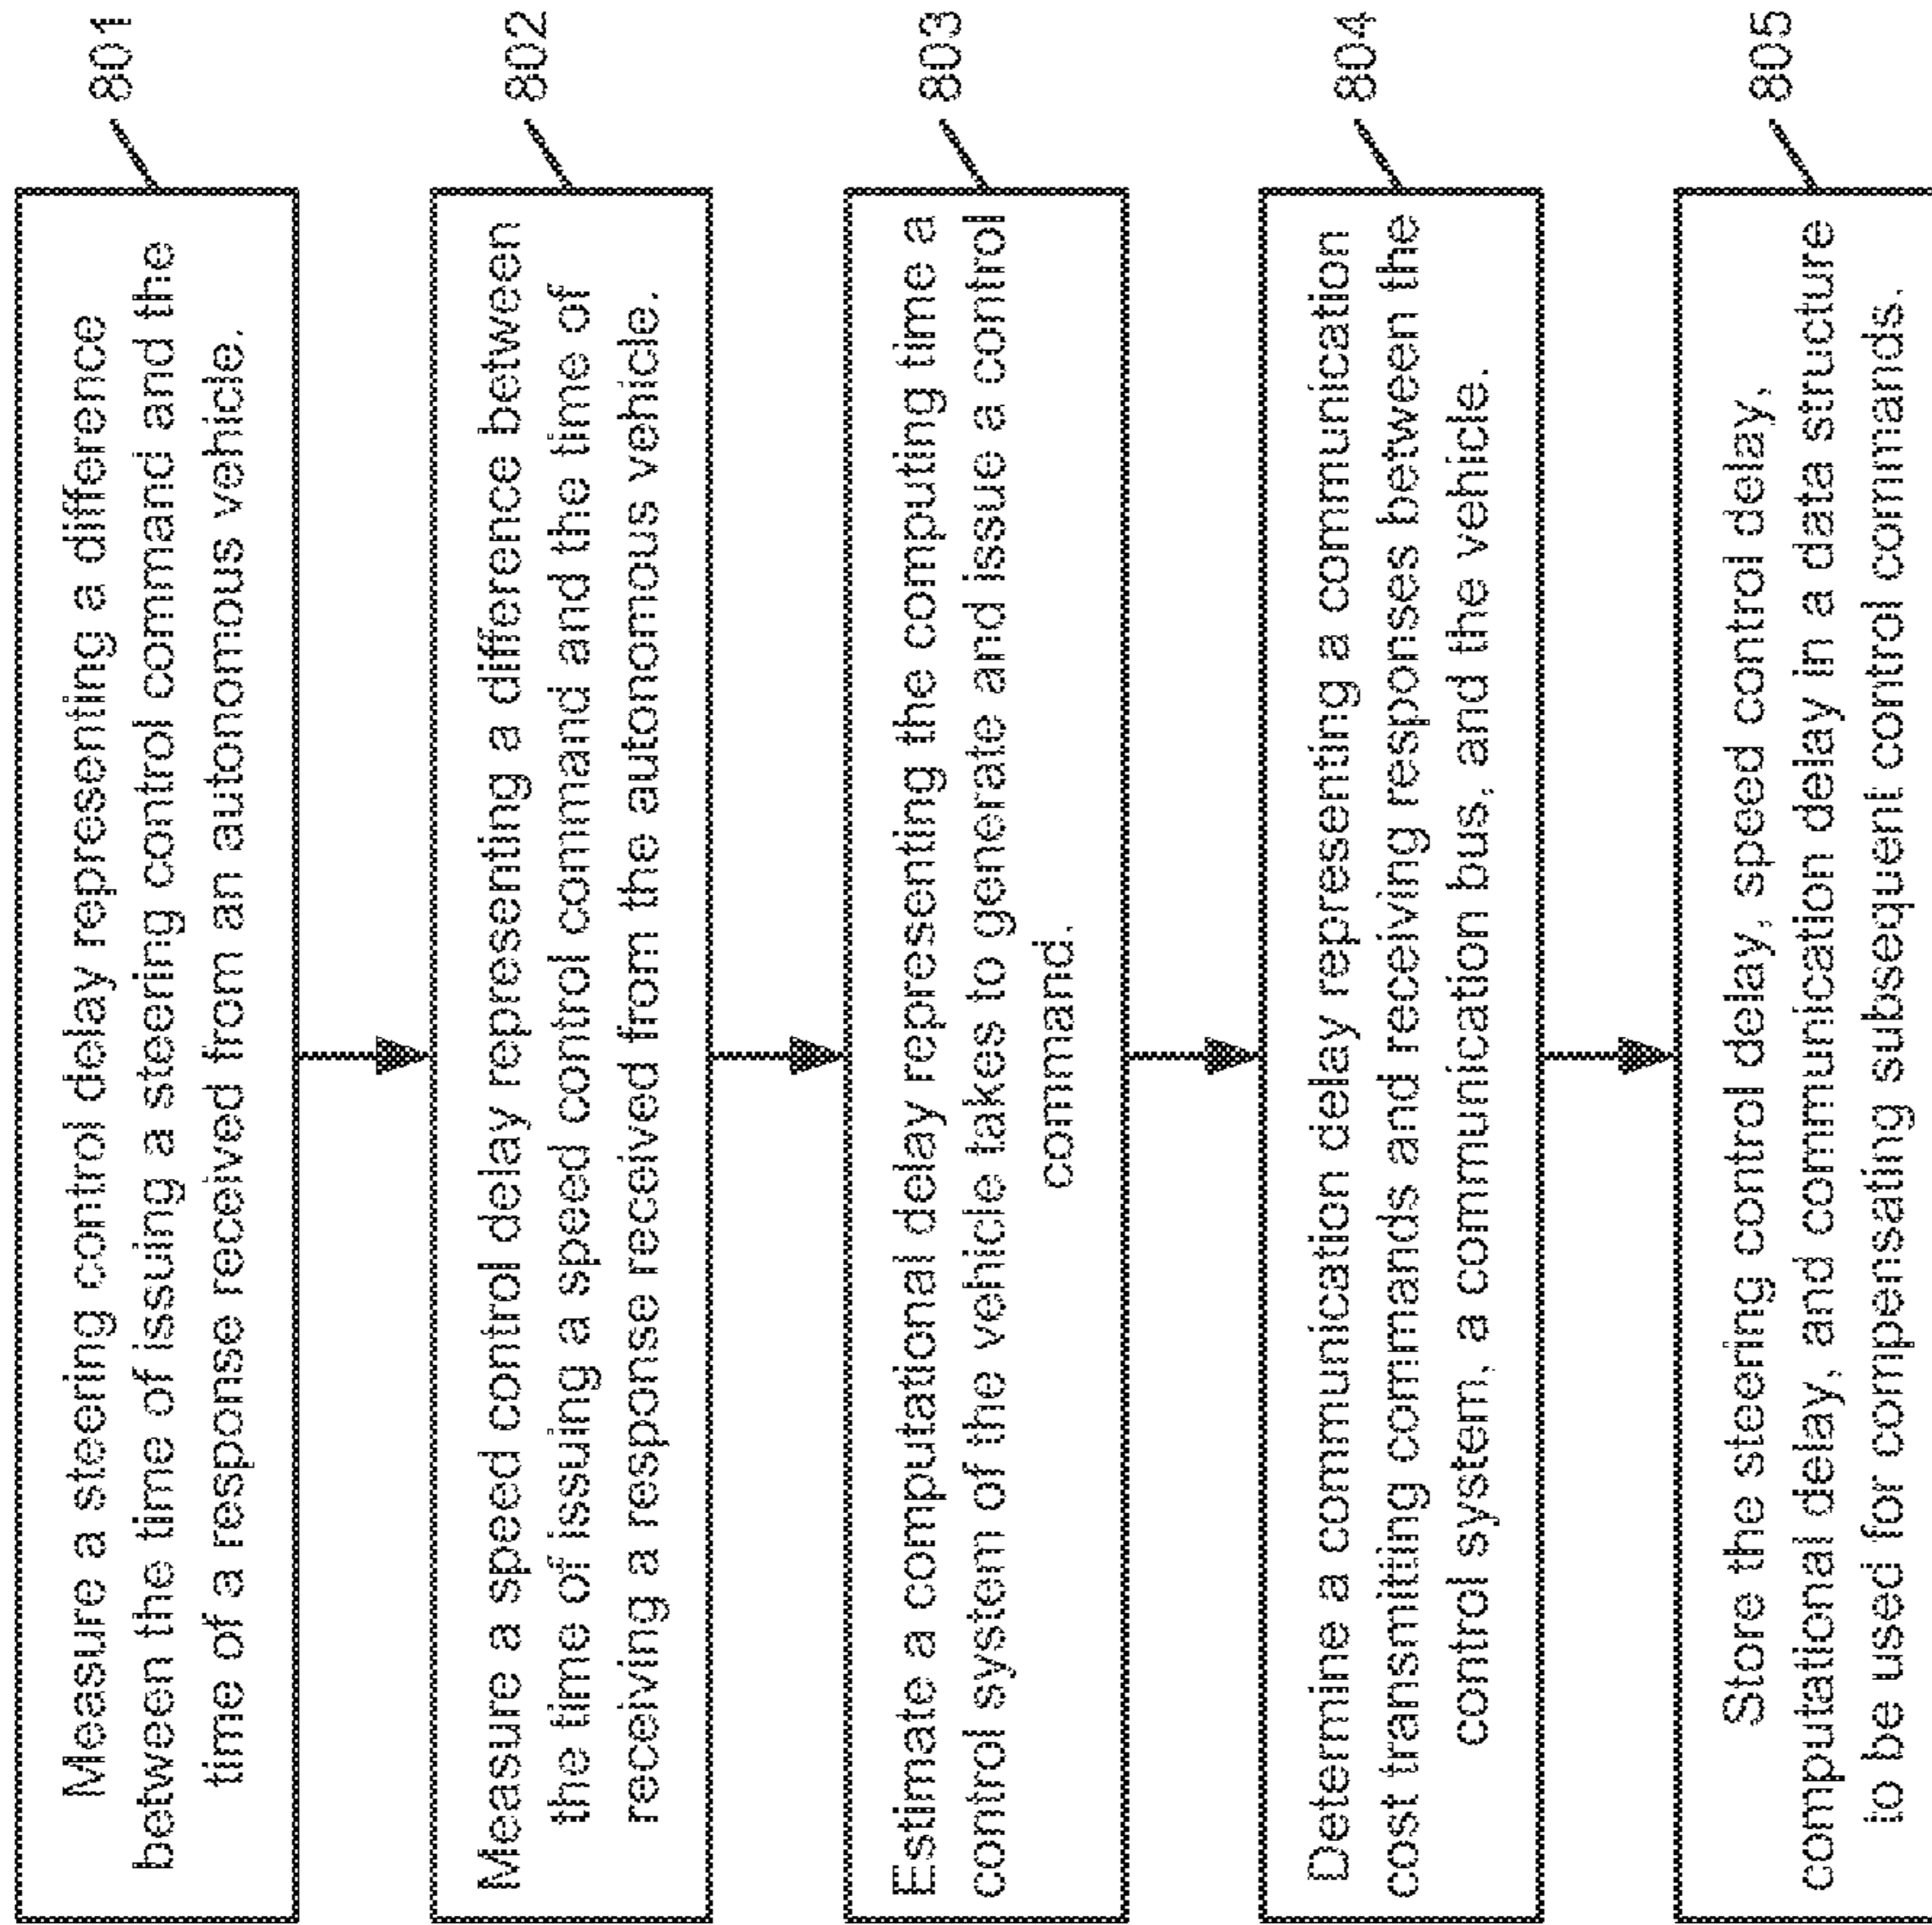 Measure a steering control delay representing a difference
between the time of issuing a steering control command and the
time of a response received from an autonomous vehicle.
801
Measure a speed control delay representing a difference between
the time of issuing a speed control command and the time of
receiving a response received from the autonomous vehicle.
802
Estimate a computational delay representing the computing time a
control system of the vehicle takes to generate and issue a control
command.
803
Determine a communication delay representing a communication
cost transmitting commands and receiving responses between the
control system, a communication bus, and the vehicle.
804
Store the steering control delay, speed control delay,
computational delay, and communication delay in a data structure
to be used for compensating subsequent control commands.
805